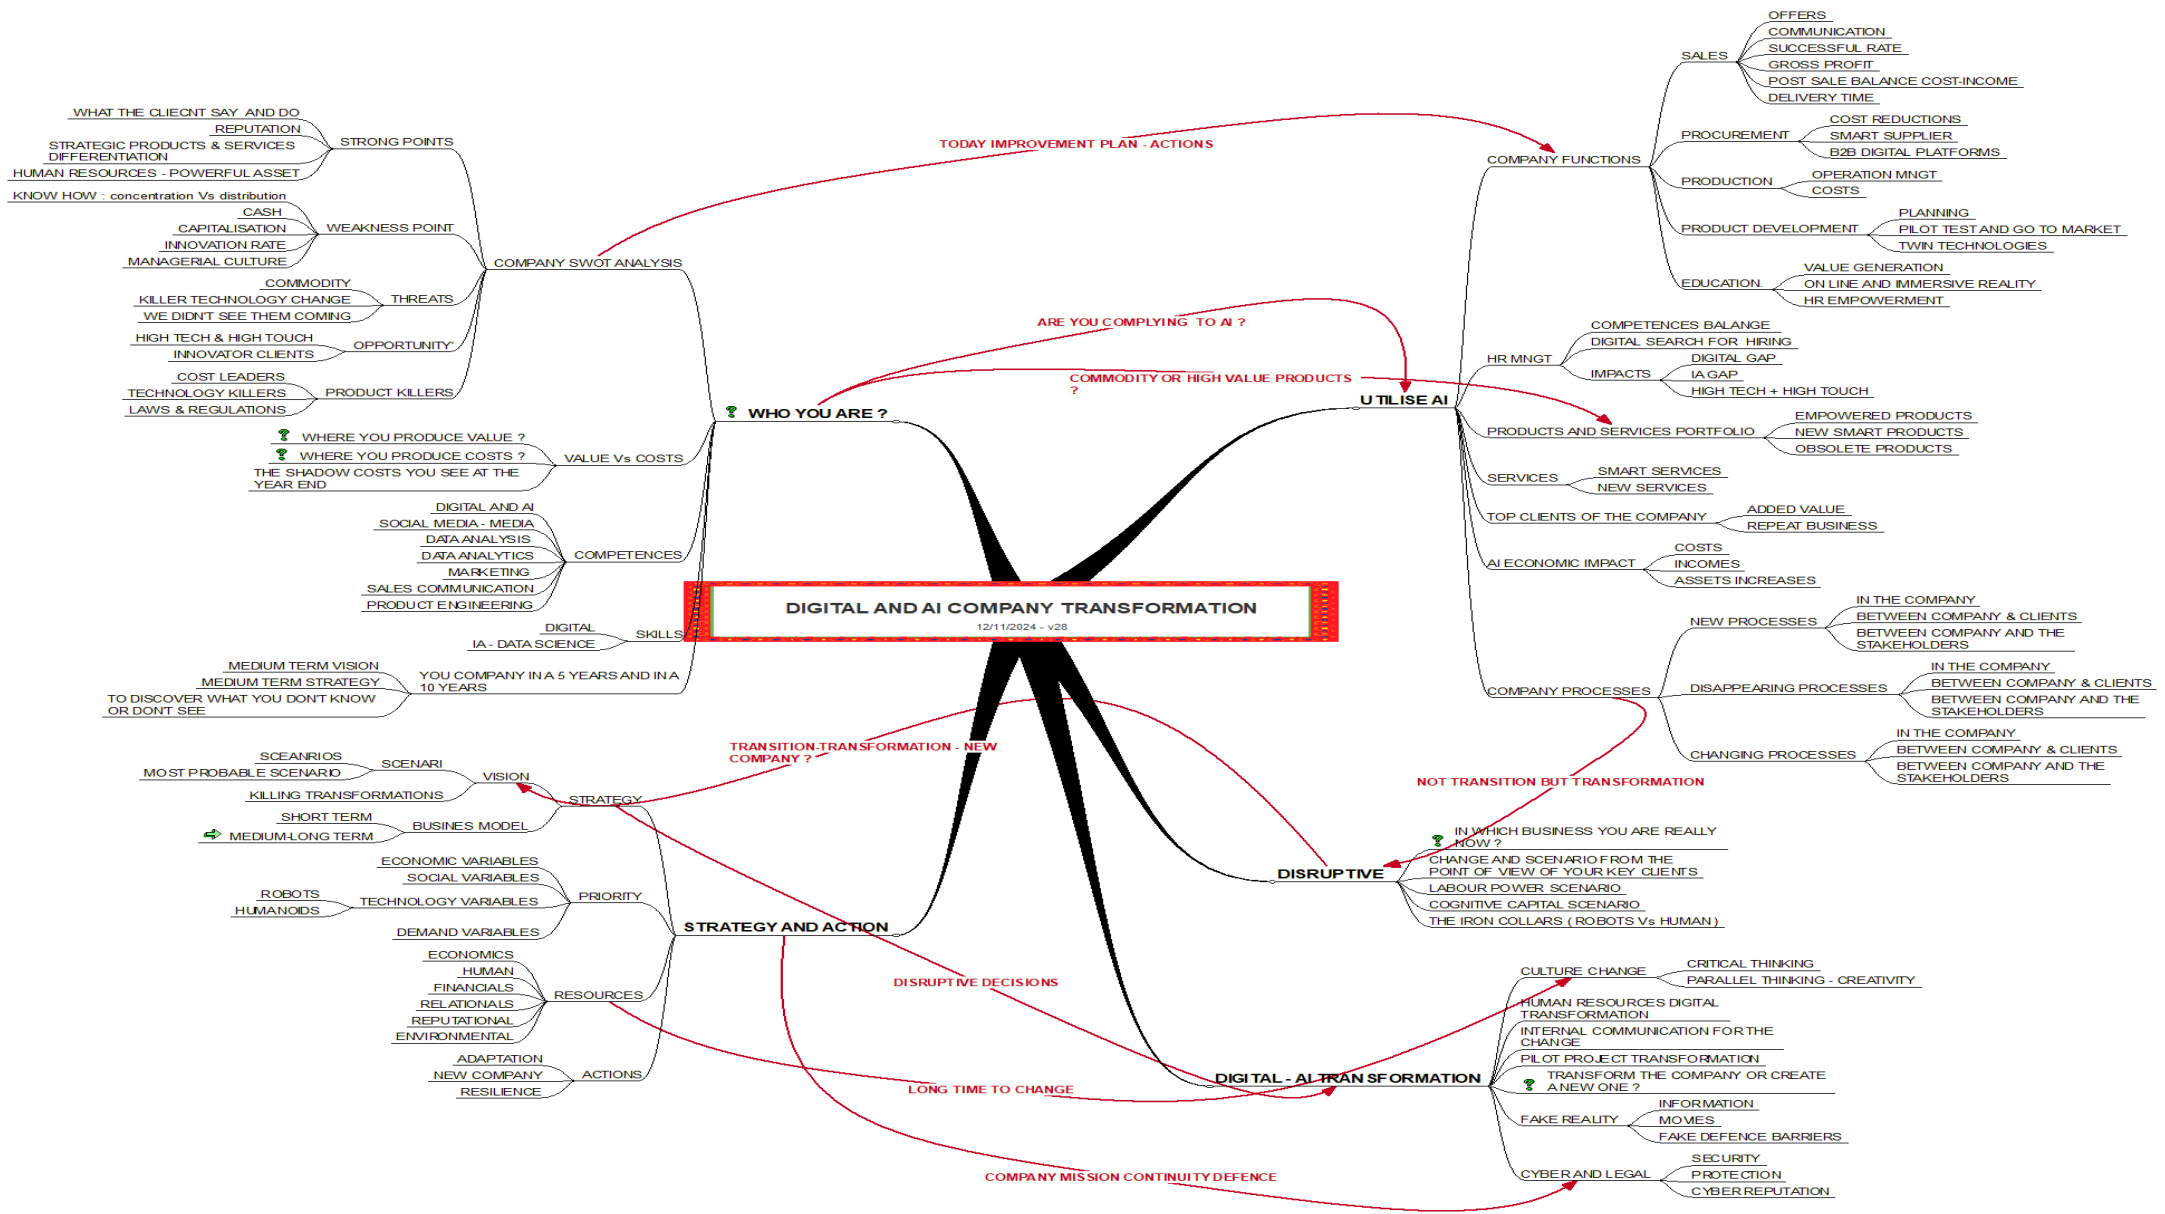 DIGITAL AND AI COMPANY TRANSFORMATION
12/11/2024 - v28
WHO YOU ARE ?
COMPANY SWOT ANALYSIS
STRONG POINTS
WHAT THE CLIECNT SAY AND DO
REPUTATION
STRATEGIC PRODUCTS & SERVICES
DIFFERENTIATION
HUMAN RESOURCES - POWERFUL ASSET
WEAKNESS POINT
KNOW HOW : concentration Vs distribution
CASH
CAPITALISATION
INNOVATION RATE
MANAGERIAL CULTURE
THREATS
COMMODITY
KILLER TECHNOLOGY CHANGE
WE DIDN'T SEE THEM COMING
OPPORTUNITY'
HIGH TECH & HIGH TOUCH
INNOVATOR CLIENTS
PRODUCT KILLERS
COST LEADERS
TECHNOLOGY KILLERS
LAWS & REGULATIONS
VALUE Vs COSTS
WHERE YOU PRODUCE VALUE ?
WHERE YOU PRODUCE COSTS ?
THE SHADOW COSTS YOU SEE AT THE
YEAR END
COMPETENCES
DIGITAL AND AI
SOCIAL MEDIA - MEDIA
DATA ANALYSIS
DATA ANALYTICS
MARKETING
SALES COMMUNICATION
PRODUCT ENGINEERING
SKILLS
DIGITAL
IA - DATA SCIENCE
YOU COMPANY IN A 5 YEARS AND IN A
10 YEARS
MEDIUM TERM VISION
MEDIUM TERM STRATEGY
TO DISCOVER WHAT YOU DON'T KNOW
OR DON'T SEE
STRATEGY AND ACTION
STRATEGY
VISION
SCENARI
SCEANRIOS
MOST PROBABLE SCENARIO
KILLING TRANSFORMATIONS
BUSINES MODEL
SHORT TERM
MEDIUM-LONG TERM
PRIORITY
ECONOMIC VARIABLES
SOCIAL VARIABLES
TECHNOLOGY VARIABLES
ROBOTS
HUMANOIDS
DEMAND VARIABLES
RESOURCES
ECONOMICS
HUMAN
FINANCIALS
RELATIONALS
REPUTATIONAL
ENVIRONMENTAL
ACTIONS
ADAPTATION
NEW COMPANY
RESILIENCE
TODAY IMPROVEMENT PLAN - ACTIONS
ARE YOU COMPLYING TO AI ?
COMMODITY OR HIGH VALUE PRODUCTS
?
TRANSITION-TRANSFORMATION - NEW
COMPANY ?
NOT TRANSITION BUT TRANSFORMATION
DISRUPTIVE DECISIONS
LONG TIME TO CHANGE
COMPANY MISSION CONTINUITY DEFENCE
UTILISE AI
COMPANY FUNCTIONS
SALES
OFFERS
COMMUNICATION
SUCCESSFUL RATE
GROSS PROFIT
POST SALE BALANCE COST-INCOME
DELIVERY TIME
PROCUREMENT
COST REDUCTIONS
SMART SUPPLIER
B2B DIGITAL PLATFORMS
PRODUCTION
OPERATION MNGT
COSTS
PRODUCT DEVELOPMENT
PLANNING
PILOT TEST AND GO TO MARKET
TWIN TECHNOLOGIES
EDUCATION
VALUE GENERATION
ON LINE AND IMMERSIVE REALITY
HR EMPOWERMENT
HR MNGT
COMPETENCES BALANGE
DIGITAL SEARCH FOR HIRING
IMPACTS
DIGITAL GAP
IA GAP
HIGH TECH + HIGH TOUCH
PRODUCTS AND SERVICES PORTFOLIO
EMPOWERED PRODUCTS
NEW SMART PRODUCTS
OBSOLETE PRODUCTS
SERVICES
SMART SERVICES
NEW SERVICES
TOP CLIENTS OF THE COMPANY
ADDED VALUE
REPEAT BUSINESS
AI ECONOMIC IMPACT
COSTS
INCOMES
ASSETS INCREASES
COMPANY PROCESSES
NEW PROCESSES
IN THE COMPANY
BETWEEN COMPANY & CLIENTS
BETWEEN COMPANY AND THE
STAKEHOLDERS
DISAPPEARING PROCESSES
IN THE COMPANY
BETWEEN COMPANY & CLIENTS
BETWEEN COMPANY AND THE
STAKEHOLDERS
CHANGING PROCESSES
IN THE COMPANY
BETWEEN COMPANY & CLIENTS
BETWEEN COMPANY AND THE
STAKEHOLDERS
DISRUPTIVE
IN WHICH BUSINESS YOU ARE REALLY
NOW ?
CHANGE AND SCENARIO FROM THE
POINT OF VIEW OF YOUR KEY CLIENTS
LABOUR POWER SCENARIO
COGNITIVE CAPITAL SCENARIO
THE IRON COLLARS ( ROBOTS Vs HUMAN )
DIGITAL - AI TRANSFORMATION
CULTURE CHANGE
CRITICAL THINKING
PARALLEL THINKING - CREATIVITY
HUMAN RESOURCES DIGITAL
TRANSFORMATION
INTERNAL COMMUNICATION FOR THE
CHANGE
PILOT PROJECT TRANSFORMATION
TRANSFORM THE COMPANY OR CREATE
A NEW ONE ?
FAKE REALITY
INFORMATION
MOVIES
FAKE DEFENCE BARRIERS
CYBER AND LEGAL
SECURITY
PROTECTION
CYBER REPUTATION